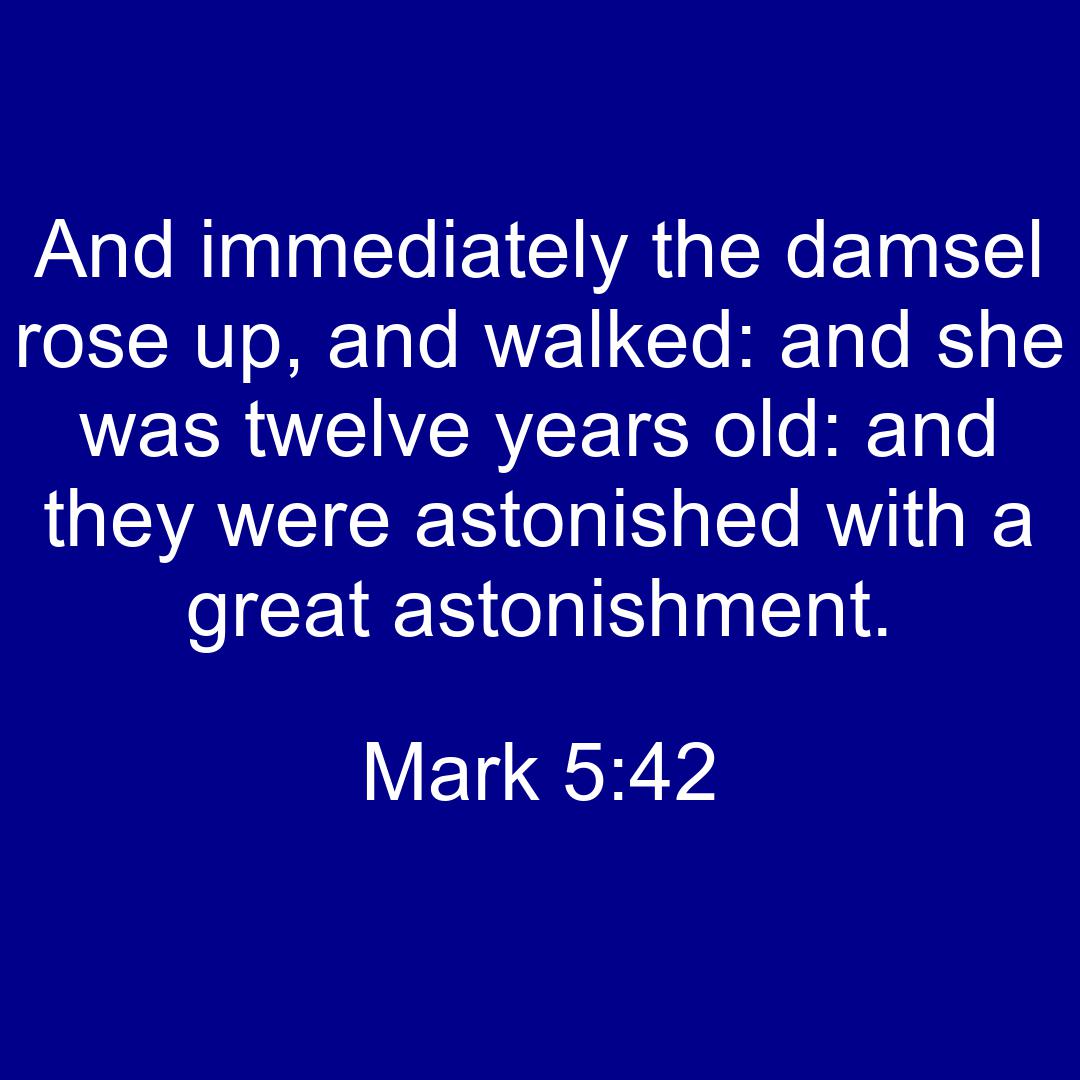 And immediately the damsel
rose up, and walked: and she
was twelve years old: and
they were astonished with a
great astonishment.
Mark 5:42